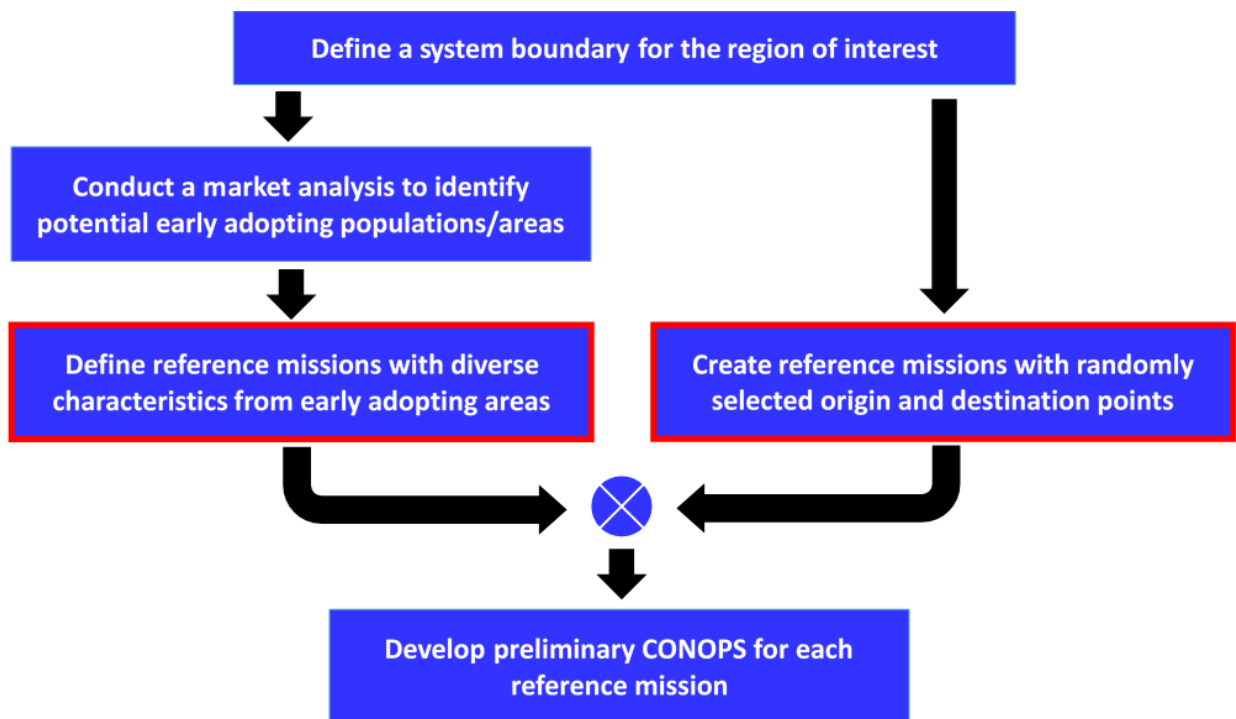 Define a system boundary for the region of interest
Conduct a market analysis to identify
potential early adopting populations/areas
Define reference missions with diverse
characteristics from early adopting areas
Create reference missions with randomly
selected origin and destination points
Develop preliminary CONOPS for each
reference mission